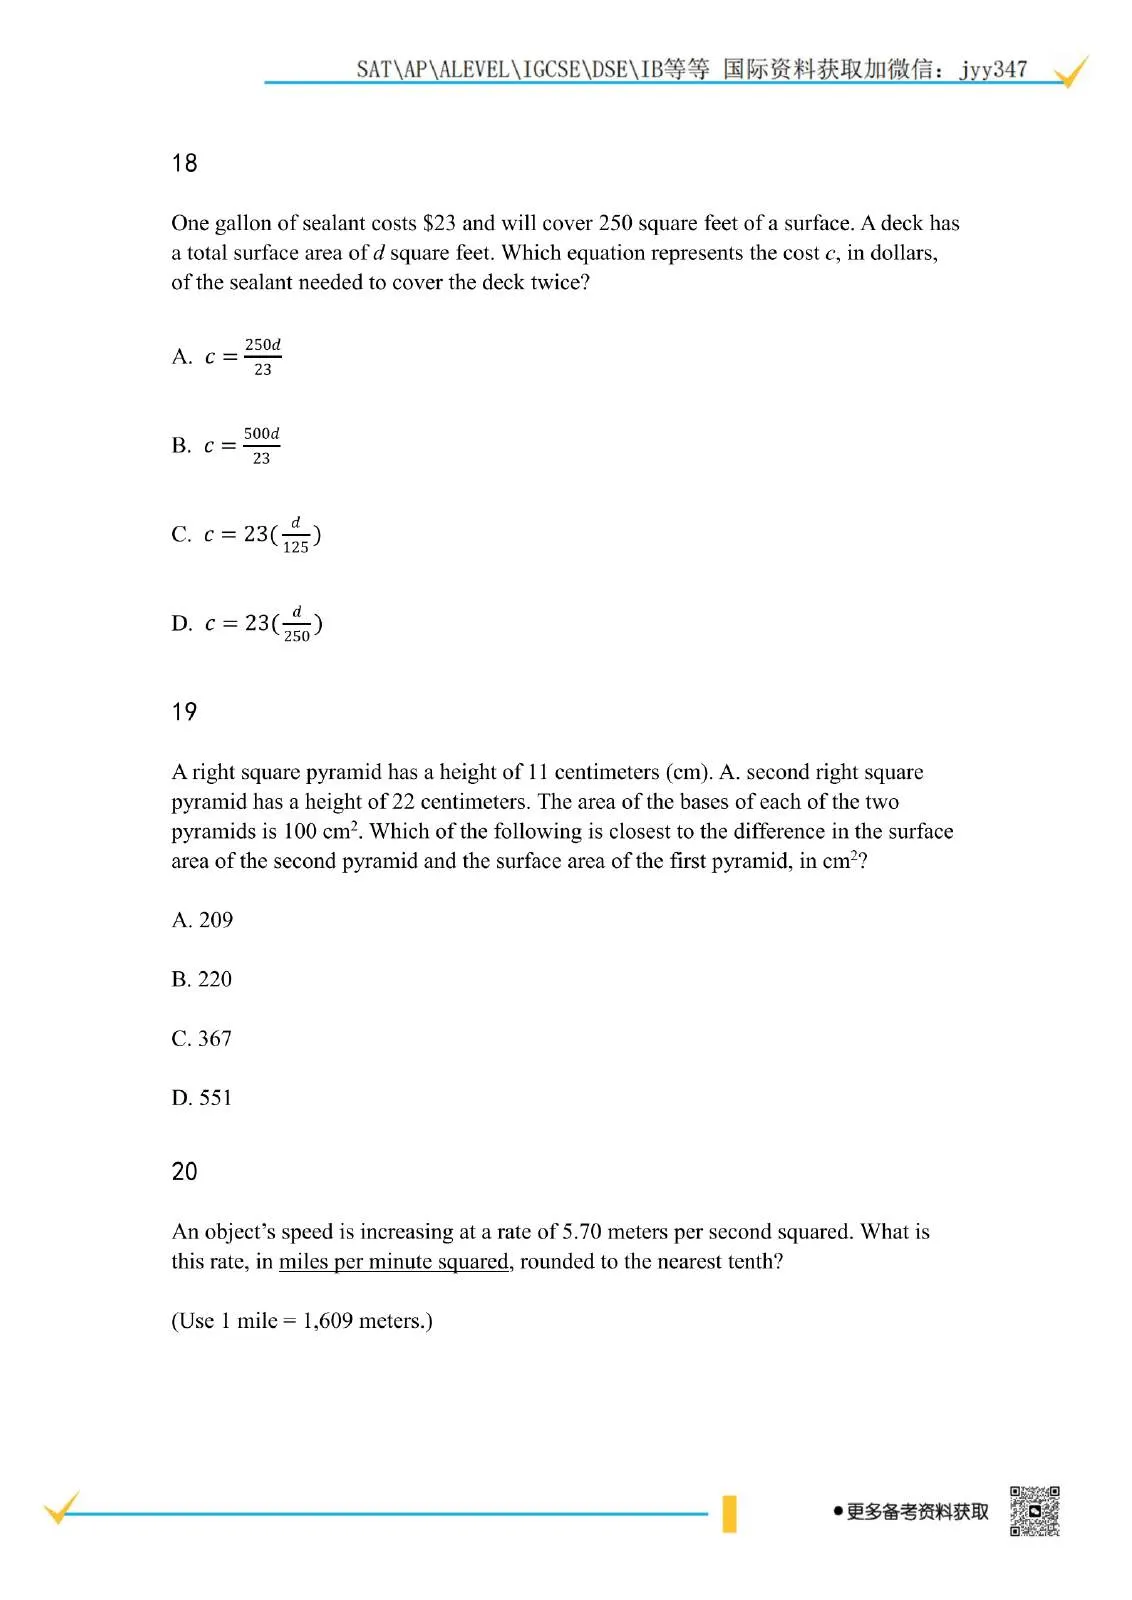 SAT\AP\ALEVEL\IGCSE\DSE\IB等等 国际资料获取加微信：jyy347
18
One gallon of sealant costs $23 and will cover 250 square feet of a surface. A deck has
a total surface area of d square feet. Which equation represents the cost c, in dollars,
of the sealant needed to cover the deck twice?
A. c = 250d/23
B. c = 500d/23
C. c = 23(d/125)
D. c = 23(d/250)
19
A right square pyramid has a height of 11 centimeters (cm). A. second right square
pyramid has a height of 22 centimeters. The area of the bases of each of the two
pyramids is 100 cm². Which of the following is closest to the difference in the surface
area of the second pyramid and the surface area of the first pyramid, in cm²?
A. 209
B. 220
C. 367
D. 551
20
An object’s speed is increasing at a rate of 5.70 meters per second squared. What is
this rate, in miles per minute squared, rounded to the nearest tenth?
(Use 1 mile = 1,609 meters.)
●更多备考资料获取